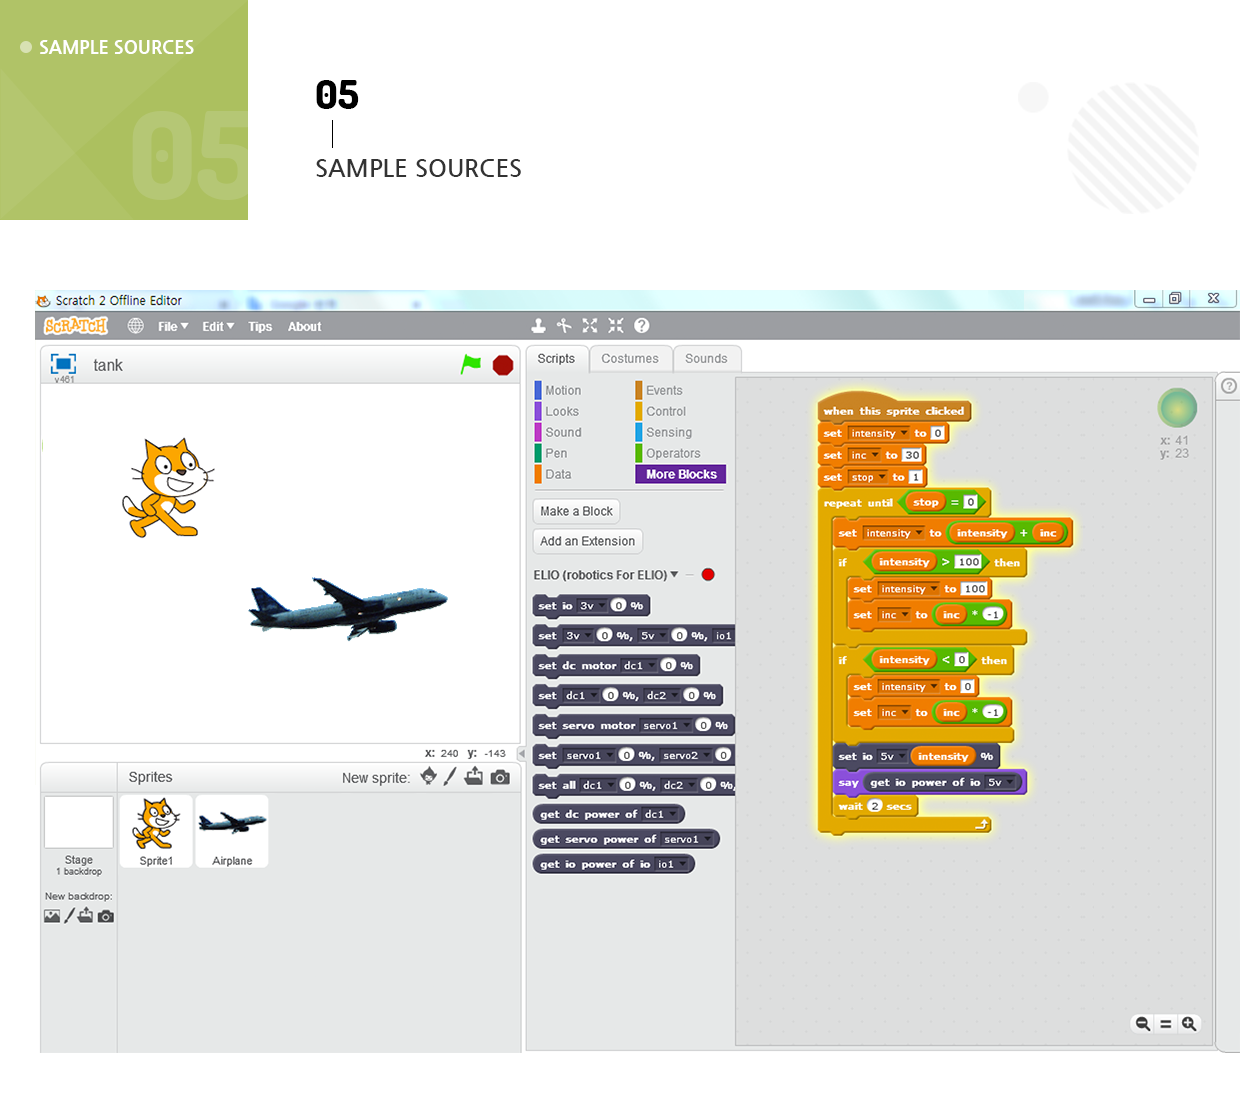 SAMPLE SOURCES
05
05
SAMPLE SOURCES
Scratch 2 Offline Editor
SCRATCH
File Edit Tips About
tank
v461
x: 240 y: -143
Sprites
New sprite:
Stage
1 backdrop
New backdrop:
Sprite1
Airplane
Scripts
Costumes
Sounds
Motion
Looks
Sound
Pen
Data
Events
Control
Sensing
Operators
More Blocks
Make a Block
Add an Extension
ELIO (robotics For ELIO)
set io 3v 0 %
set 3v 0 %, 5v 0 %, io1
set dc motor dc1 0 %
set dc1 0 %, dc2 0 %
set servo motor servo1 0 %
set servo1 0 %, servo2 0
set all dc1 0 %, dc2 0 %,
get dc power of dc1
get servo power of servo1
get io power of io io1
when this sprite clicked
set intensity to 0
set inc to 30
set stop to 1
repeat until stop = 0
set intensity to intensity + inc
if intensity > 100 then
set intensity to 100
set inc to inc * -1
if intensity < 0 then
set intensity to 0
set inc to inc * -1
set io 5v intensity %
say get io power of io 5v
wait 2 secs
x: 41
y: 23